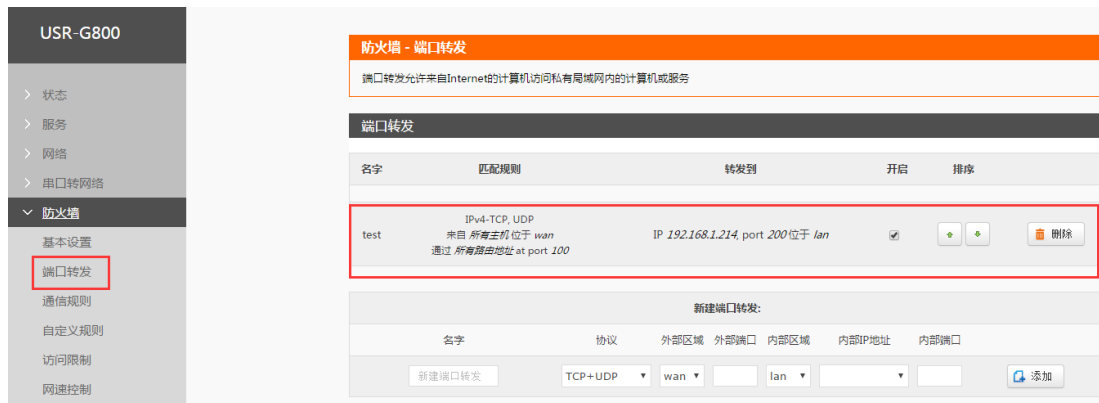 USR-G800
状态
服务
网络
串口转网络
防火墙
基本设置
端口转发
通信规则
自定义规则
访问限制
网速控制
防火墙 - 端口转发
端口转发允许来自Internet的计算机访问私有局域网内的计算机或服务
端口转发
名字 匹配规则 转发到 开启 排序
IPv4-TCP, UDP
test 来自 所有主机 位于 wan IP 192.168.1.214, port 200 位于 lan 删除
通过 所有路由地址 at port 100
新建端口转发:
名字 协议 外部区域 外部端口 内部区域 内部IP地址 内部端口
新建端口转发 TCP+UDP wan lan 添加